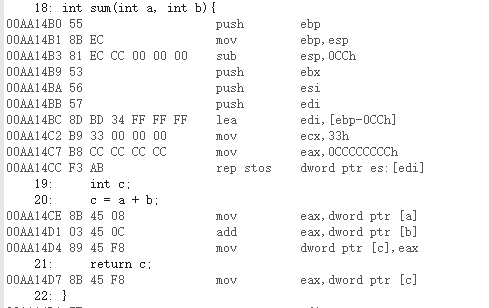 18: int sum(int a, int b){
00AA14B0 55 push ebp
00AA14B1 8B EC mov ebp,esp
00AA14B3 81 EC CC 00 00 00 sub esp,0CCh
00AA14B9 53 push ebx
00AA14BA 56 push esi
00AA14BB 57 push edi
00AA14BC 8D BD 34 FF FF FF lea edi,[ebp-0CCh]
00AA14C2 B9 33 00 00 00 mov ecx,33h
00AA14C7 B8 CC CC CC CC mov eax,0CCCCCCCCh
00AA14CC F3 AB rep stos dword ptr es:[edi]
19: int c;
20: c = a + b;
00AA14CE 8B 45 08 mov eax,dword ptr [a]
00AA14D1 03 45 0C add eax,dword ptr [b]
00AA14D4 89 45 F8 mov dword ptr [c],eax
21: return c;
00AA14D7 8B 45 F8 mov eax,dword ptr [c]
22: }